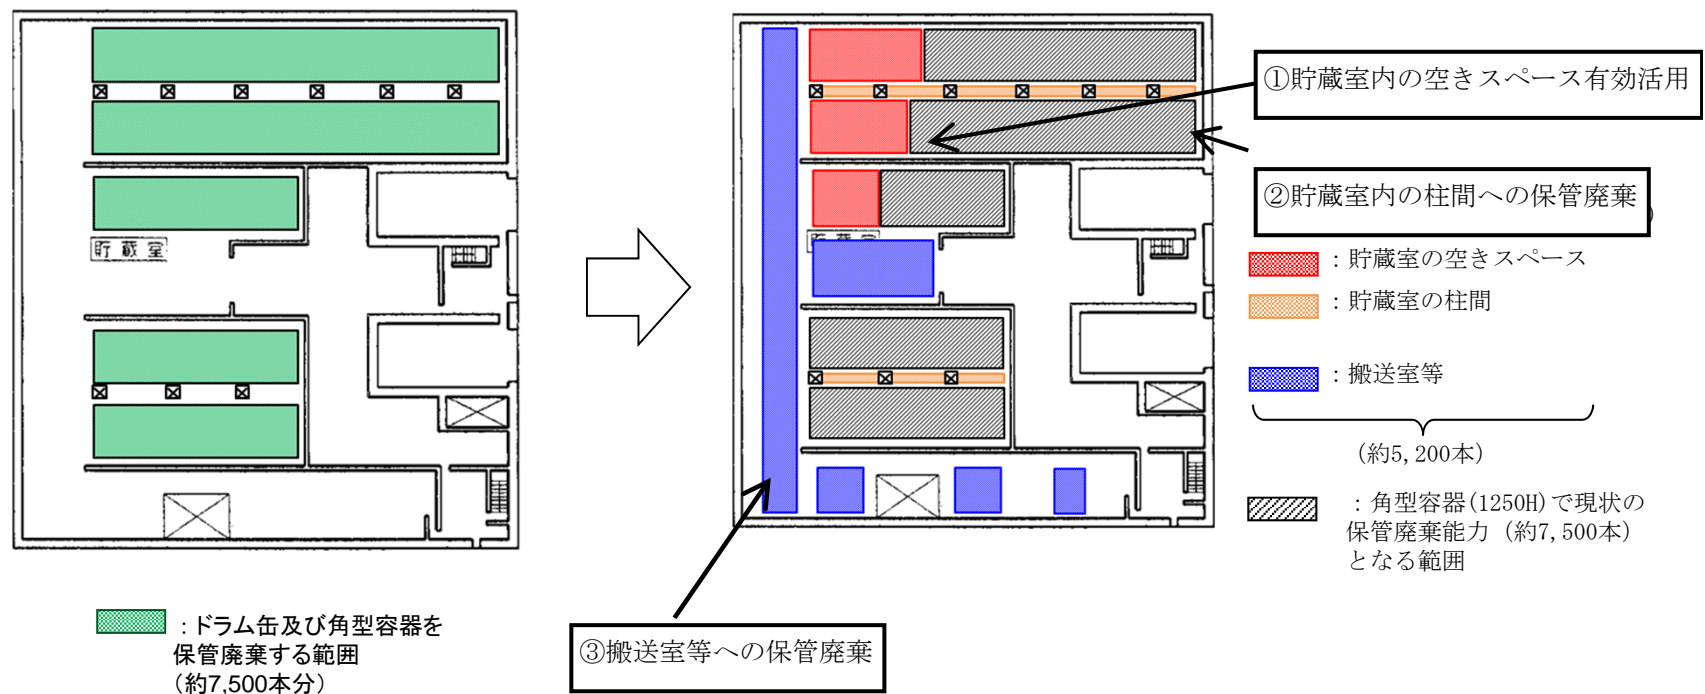 貯蔵室
：ドラム缶及び角型容器を
保管廃棄する範囲
（約7,500本分）
①貯蔵室内の空きスペース有効活用
②貯蔵室内の柱間への保管廃棄
）
：貯蔵室の空きスペース
：貯蔵室の柱間
：搬送室等
（約5,200本）
：角型容器(1250H)で現状の
保管廃棄能力（約7,500本）
となる範囲
貯蔵室
③搬送室等への保管廃棄